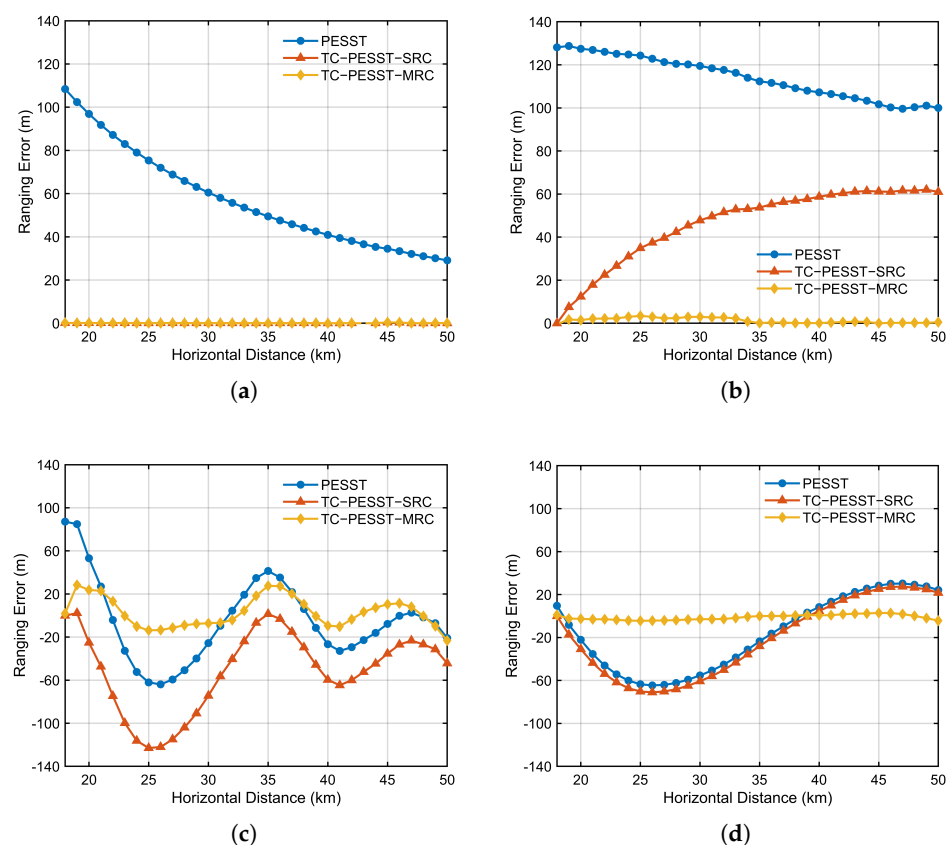 140
120
100
80
60
40
20
0
Ranging Error (m)
20 25 30 35 40 45 50
Horizontal Distance (km)
PESST
TC-PESST-SRC
TC-PESST-MRC
(a)
140
120
100
80
60
40
20
0
Ranging Error (m)
20 25 30 35 40 45 50
Horizontal Distance (km)
PESST
TC-PESST-SRC
TC-PESST-MRC
(b)
140
100
60
20
-20
-60
-100
-140
Ranging Error (m)
20 25 30 35 40 45 50
Horizontal Distance (km)
PESST
TC-PESST-SRC
TC-PESST-MRC
(c)
140
100
60
20
-20
-60
-100
-140
Ranging Error (m)
20 25 30 35 40 45 50
Horizontal Distance (km)
PESST
TC-PESST-SRC
TC-PESST-MRC
(d)